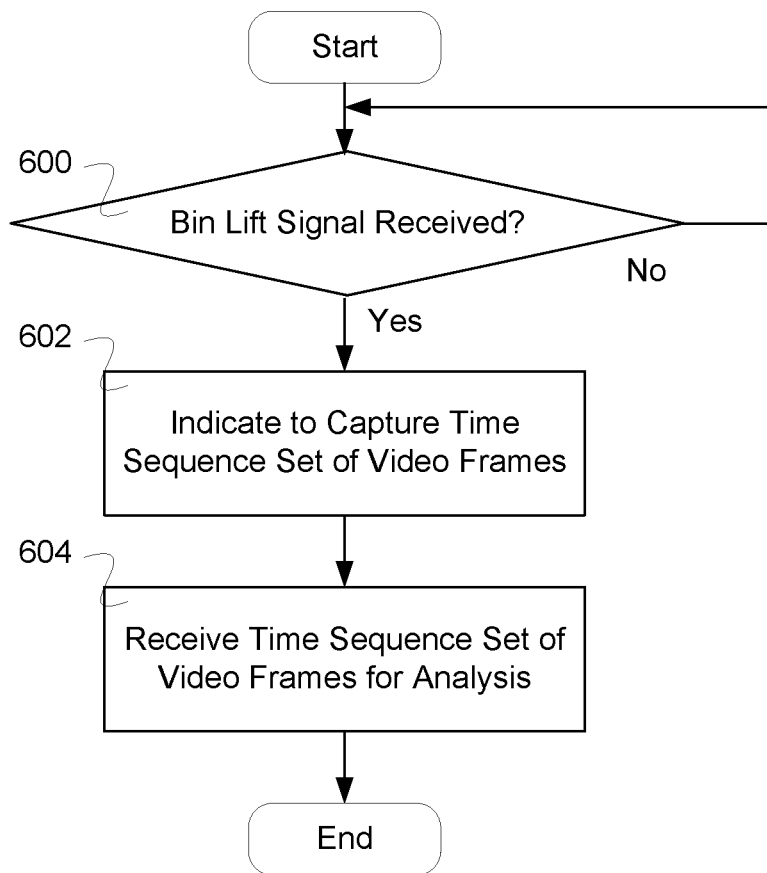 Start
600
Bin Lift Signal Received?
No
Yes
602
Indicate to Capture Time
Sequence Set of Video Frames
604
Receive Time Sequence Set of
Video Frames for Analysis
End